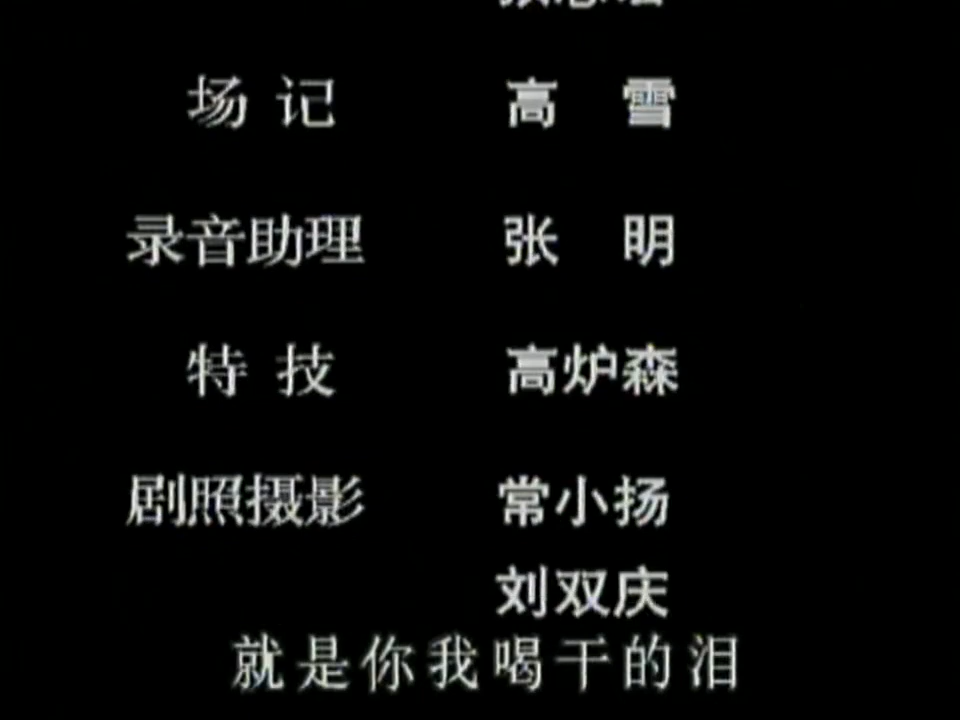 场记 高雪
录音助理 张明
特技 高炉森
剧照摄影 常小扬
刘双庆
就是你我喝干的泪